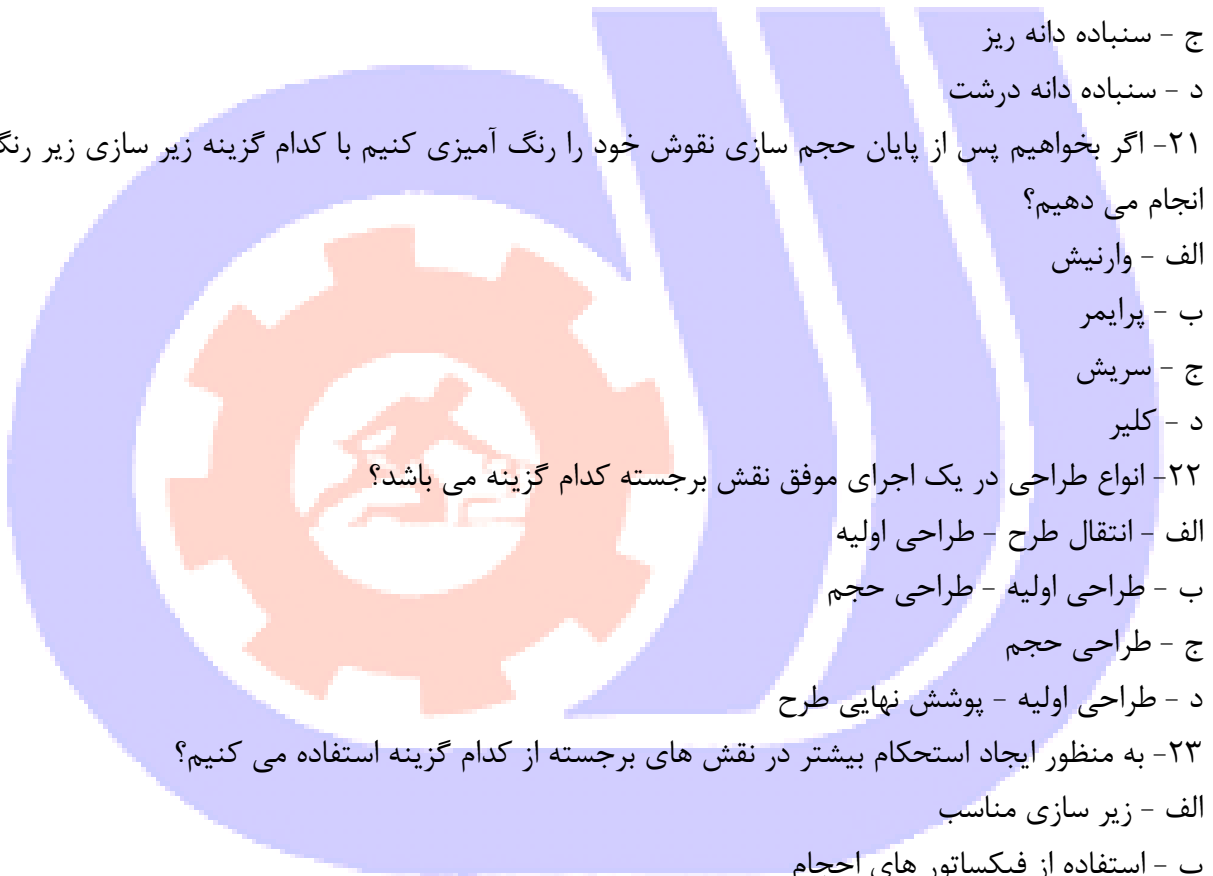 ج - سنباده دانه ریز
د - سنباده دانه درشت
۲۱- اگر بخواهیم پس از پایان حجم سازی نقوش خود را رنگ آمیزی کنیم با کدام گزینه زیر سازی زیر رنگ
انجام می دهیم؟
الف - وارنیش
ب - پرایمر
ج - سریش
د - کلیر
۲۲- انواع طراحی در یک اجرای موفق نقش برجسته کدام گزینه می باشد؟
الف - انتقال طرح - طراحی اولیه
ب - طراحی اولیه - طراحی حجم
ج - طراحی حجم
د - طراحی اولیه - پوشش نهایی طرح
۲۳- به منظور ایجاد استحکام بیشتر در نقش های برجسته از کدام گزینه استفاده می کنیم؟
الف - زیر سازی مناسب
ب - استفاده از فیکساتور های احجام